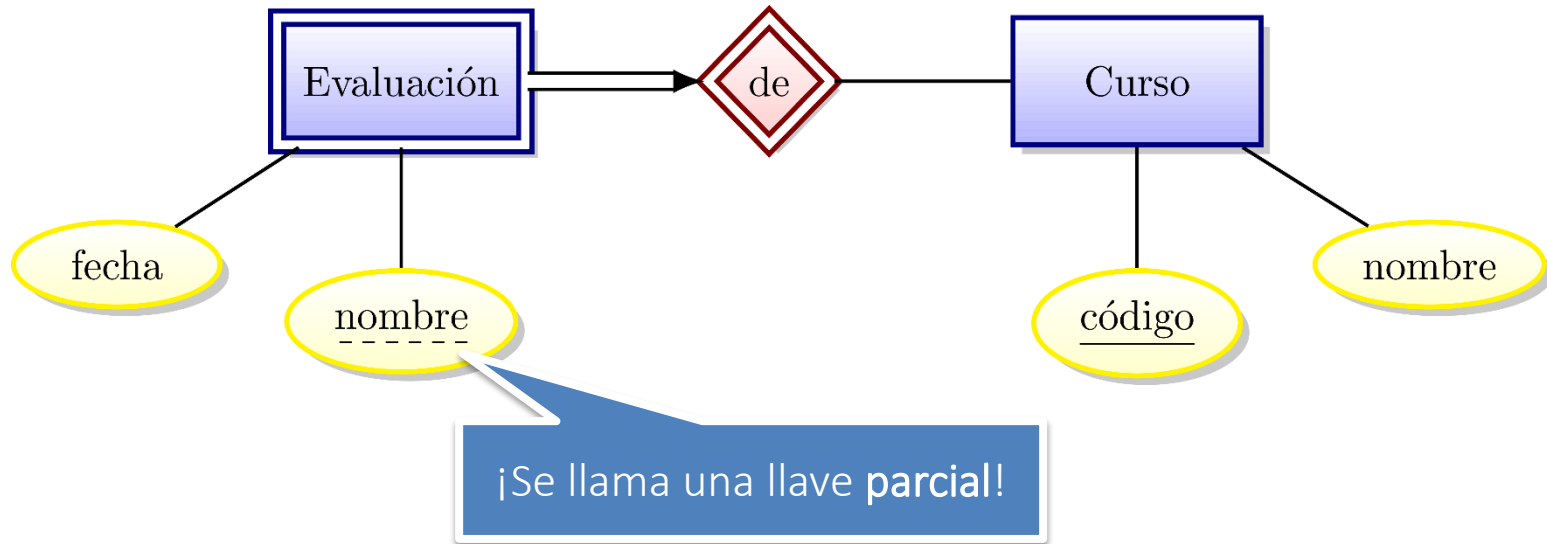 Evaluación
de
Curso
fecha
nombre
código
nombre
¡Se llama una llave parcial!